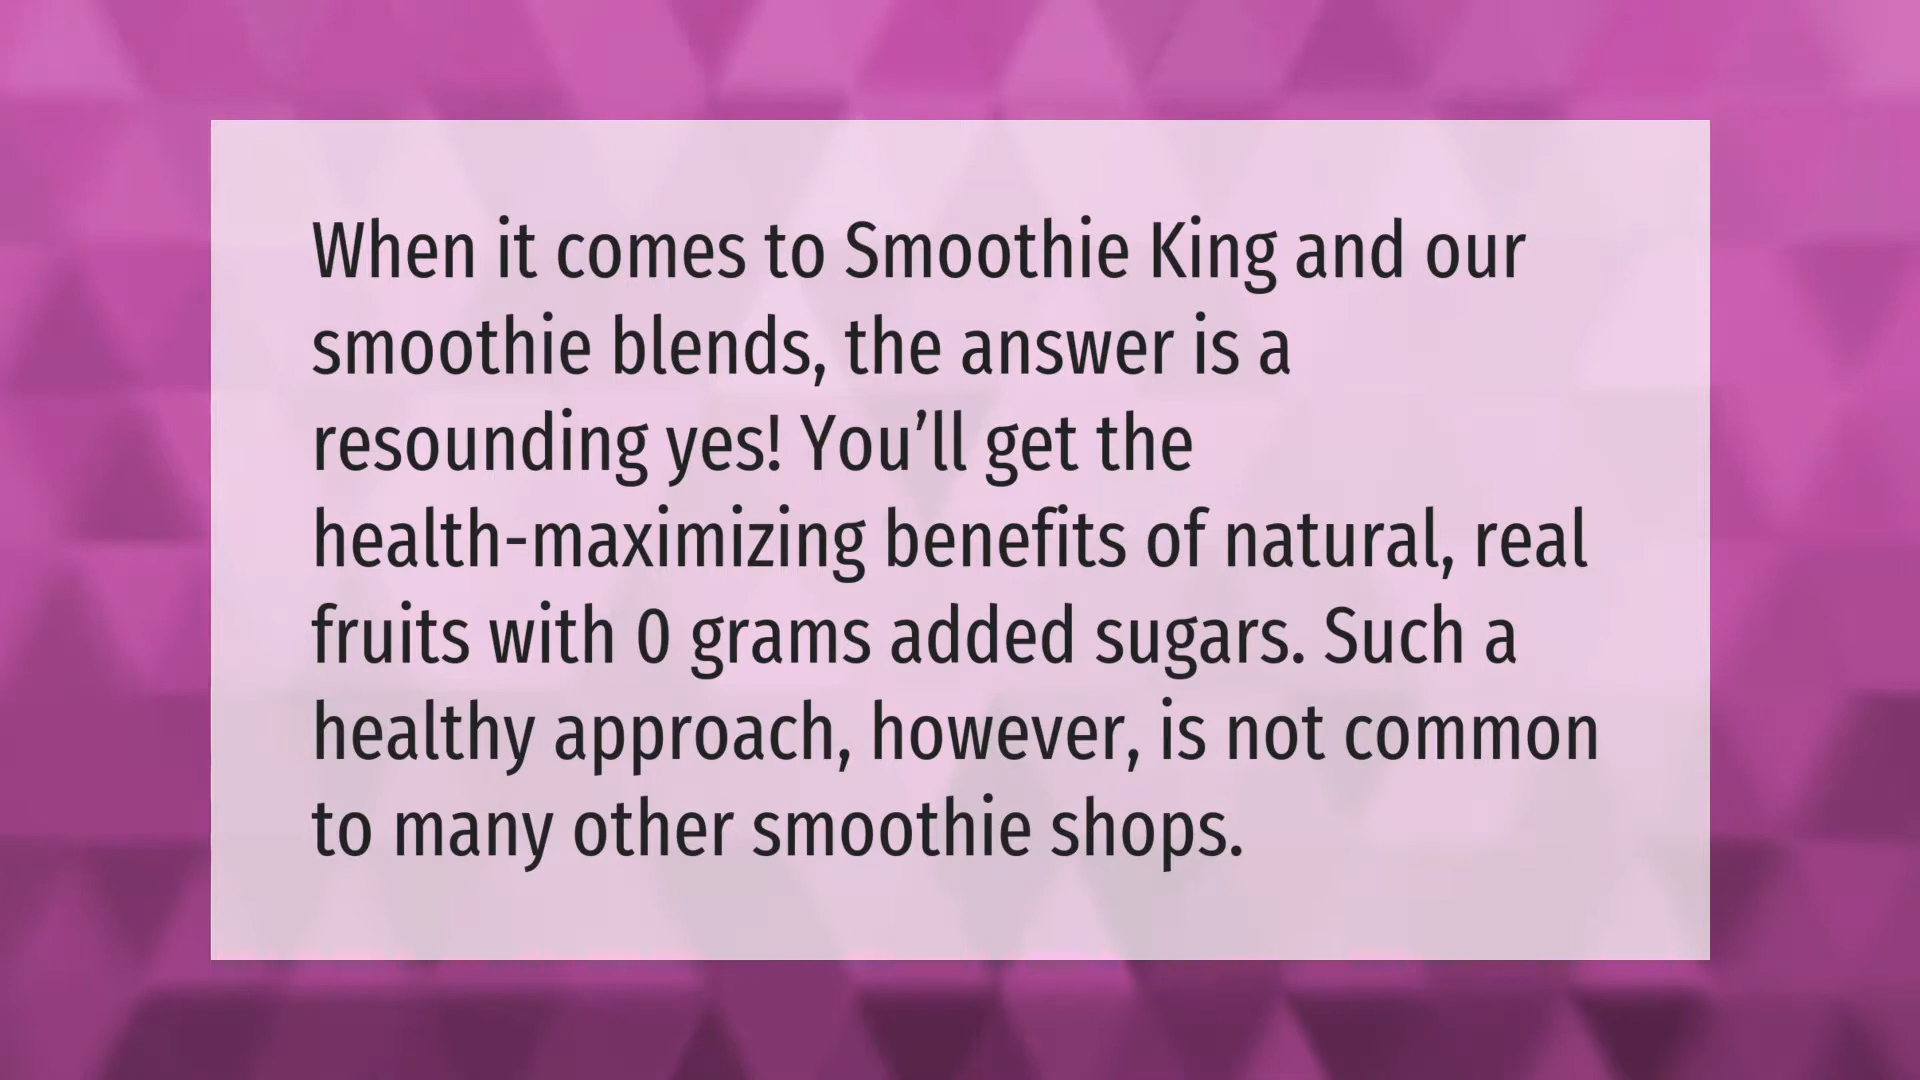 When it comes to Smoothie King and our
smoothie blends, the answer is a
resounding yes! You’ll get the
health-maximizing benefits of natural, real
fruits with 0 grams added sugars. Such a
healthy approach, however, is not common
to many other smoothie shops.